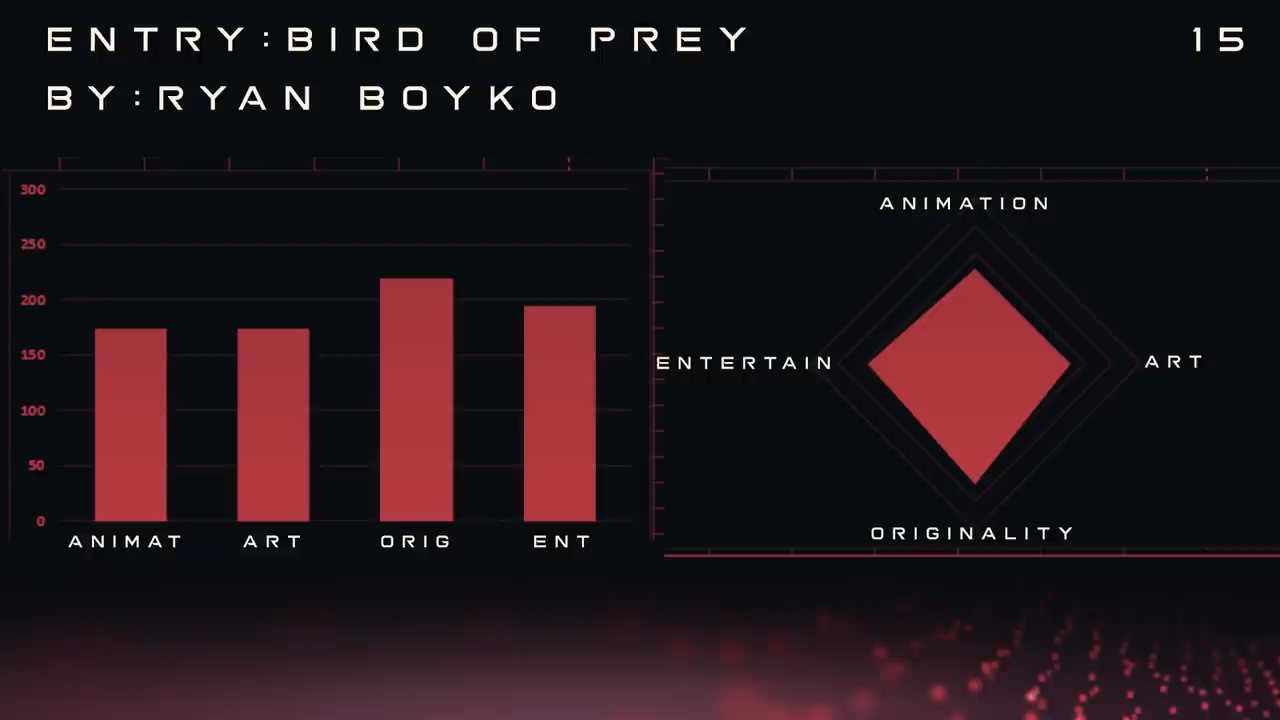 ENTRY:BIRD OF PREY
15
BY:RYAN BOYKO
300
250
200
150
100
50
0
ANIMAT ART ORIG ENT
ANIMATION
ENTERTAIN
ART
ORIGINALITY